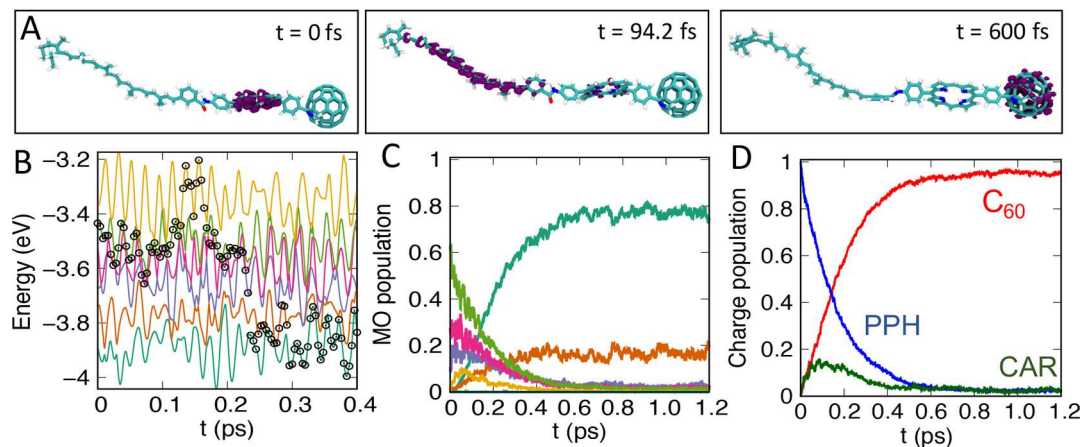 A
t = 0 fs
t = 94.2 fs
t = 600 fs
B
Energy (eV)
−3.2
−3.4
−3.6
−3.8
−4
0 0.1 0.2 0.3 0.4
t (ps)
C
MO population
1
0.8
0.6
0.4
0.2
0
0 0.2 0.4 0.6 0.8 1.0 1.2
t (ps)
D
Charge population
1
0.8
0.6
0.4
0.2
0
0 0.2 0.4 0.6 0.8 1.0 1.2
t (ps)
C₆₀
PPH
CAR